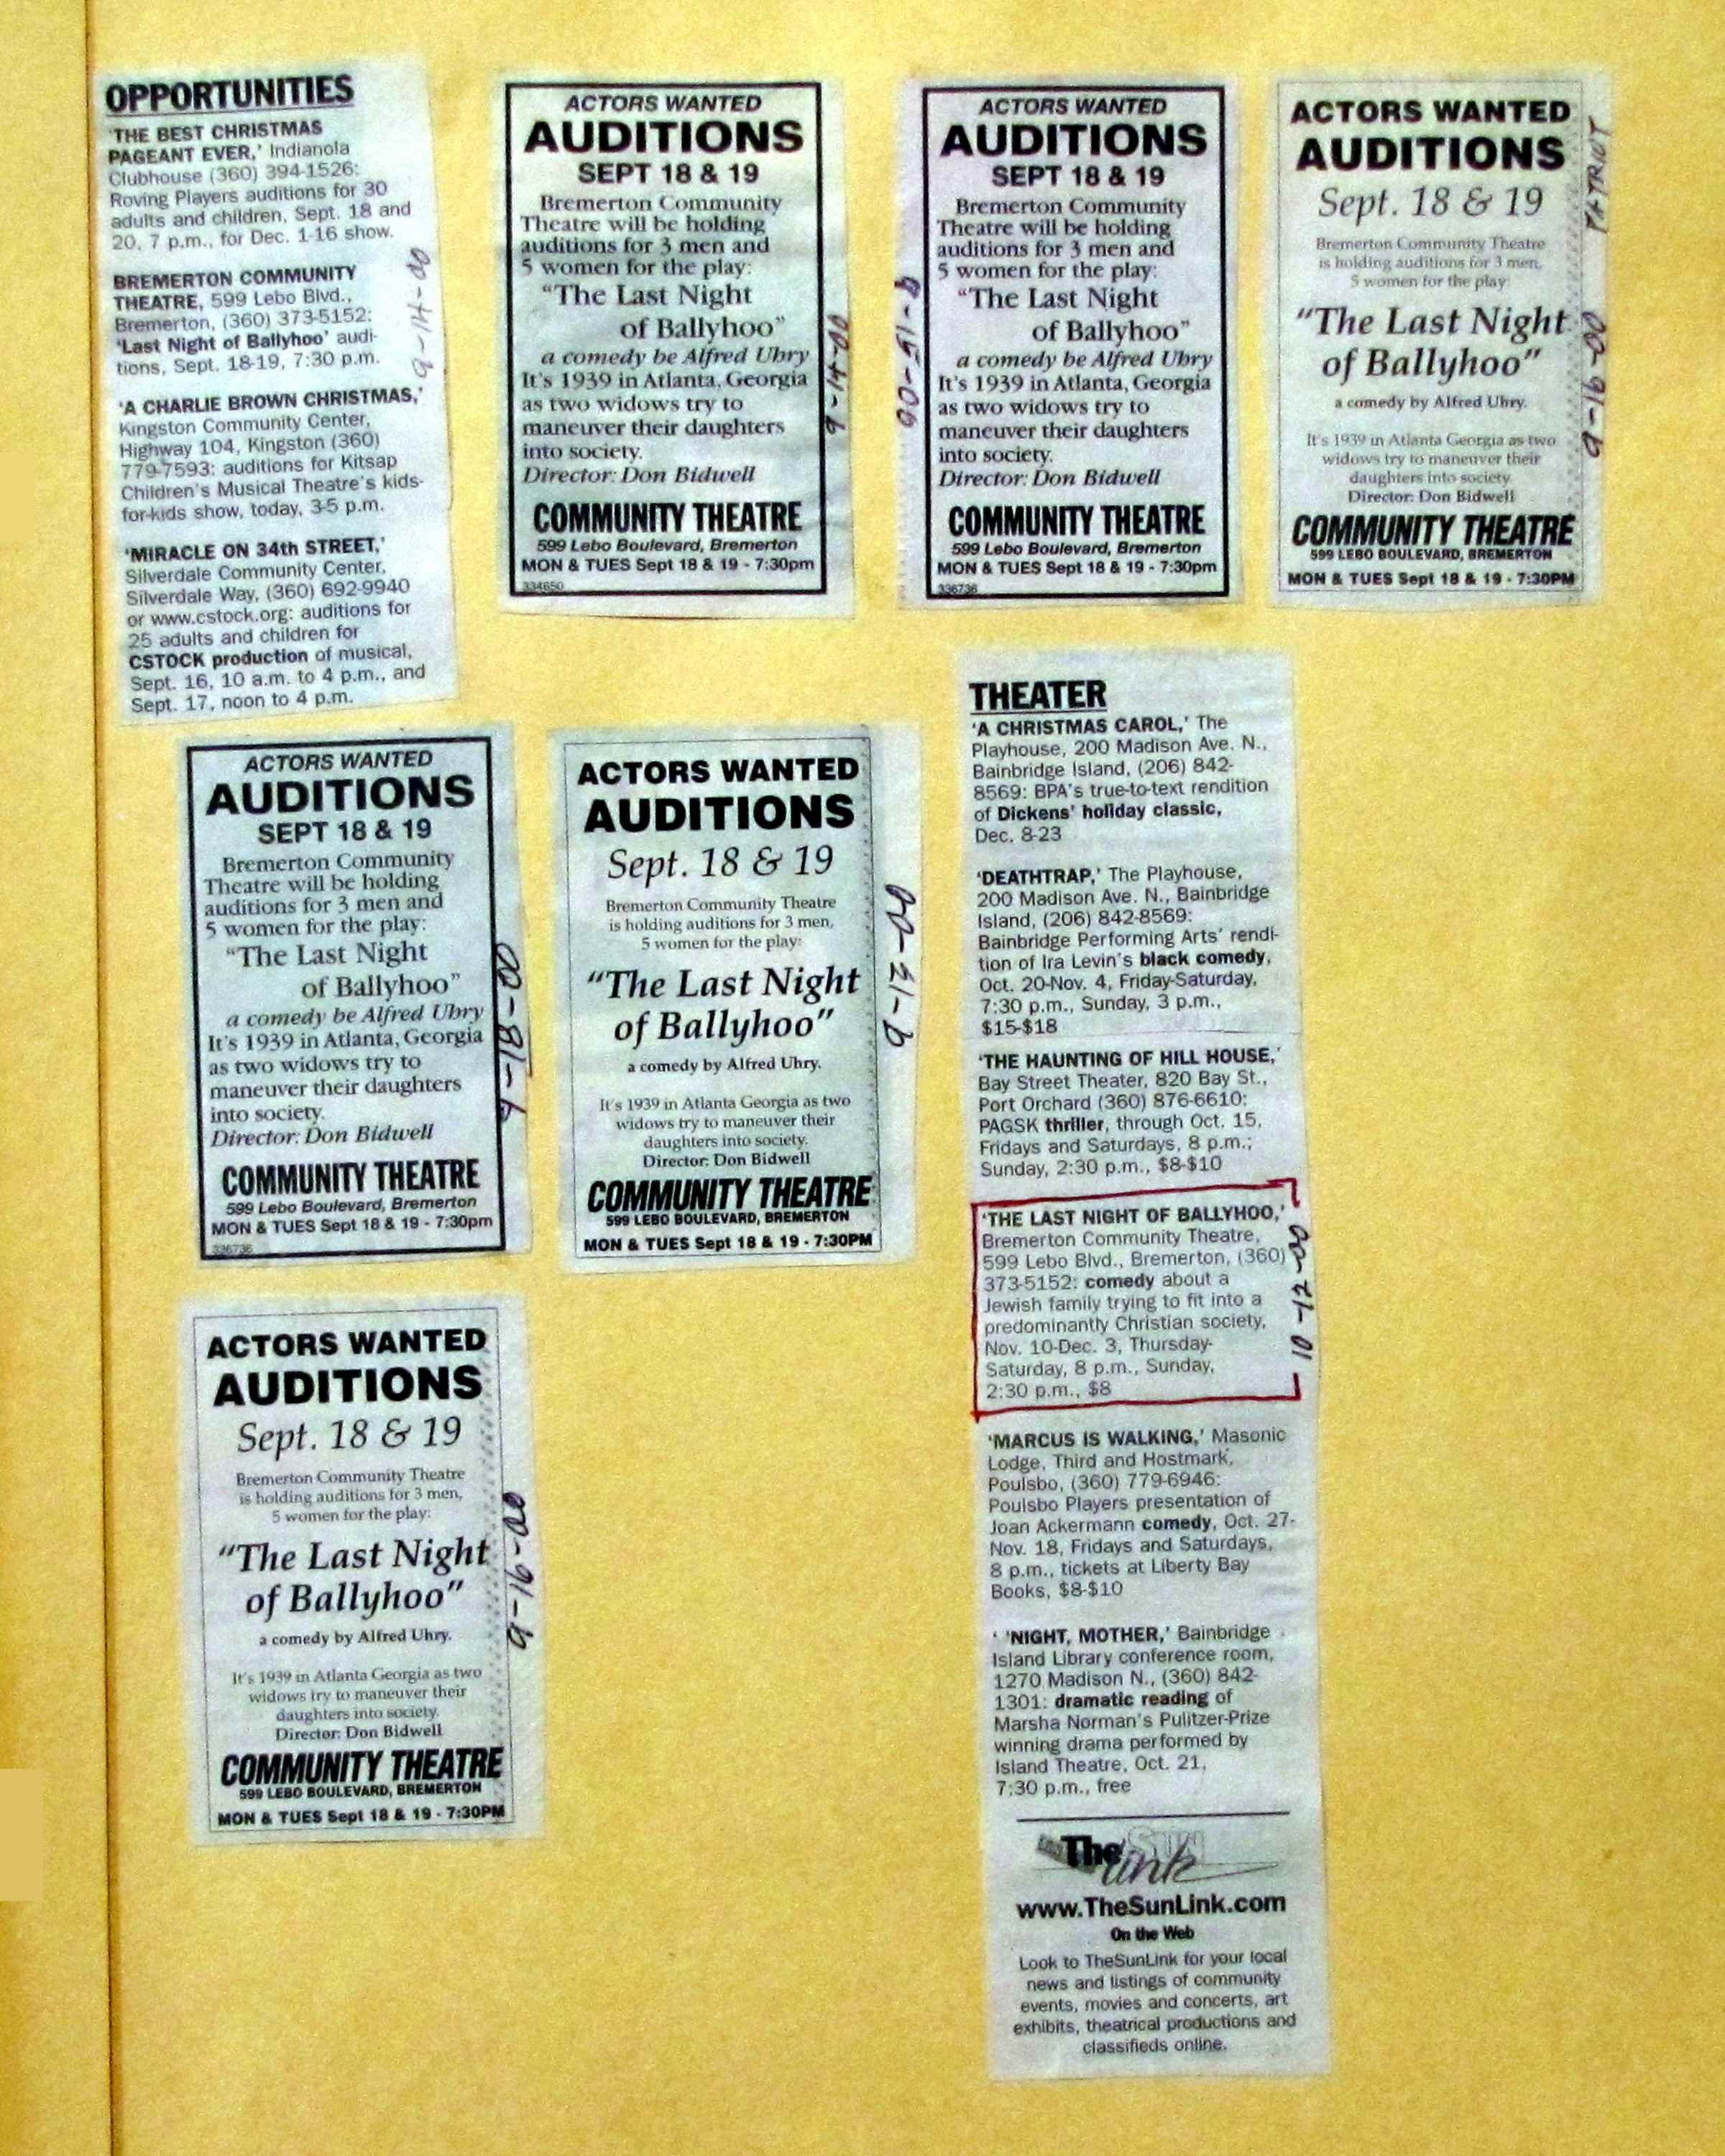 OPPORTUNITIES
'THE BEST CHRISTMAS
PAGEANT EVER,' Indianola
Clubhouse (360) 394-1526:
Roving Players auditions for 30
adults and children, Sept. 18 and
20, 7 p.m., for Dec. 1-16 show.
BREMERTON COMMUNITY
THEATRE, 599 Lebo Blvd.,
Bremerton, (360) 373-5152:
'Last Night of Ballyhoo' audi-
tions, Sept. 18-19, 7:30 p.m.
'A CHARLIE BROWN CHRISTMAS,'
Kingston Community Center,
Highway 104, Kingston (360)
779-7593: auditions for Kitsap
Children's Musical Theatre's kids-
for-kids show, today, 3-5 p.m.
'MIRACLE ON 34th STREET,'
Silverdale Community Center,
Silverdale Way, (360) 692-9940
or www.cstock.org: auditions for
25 adults and children for
CSTOCK production of musical,
Sept. 16, 10 a.m. to 4 p.m., and
Sept. 17, noon to 4 p.m.
9-14-00
ACTORS WANTED
AUDITIONS
SEPT 18 & 19
Bremerton Community
Theatre will be holding
auditions for 3 men and
5 women for the play:
"The Last Night
of Ballyhoo"
a comedy be Alfred Uhry
It's 1939 in Atlanta, Georgia
as two widows try to
maneuver their daughters
into society.
Director: Don Bidwell
COMMUNITY THEATRE
599 Lebo Boulevard, Bremerton
MON & TUES Sept 18 & 19 - 7:30pm
334650
9-14-00
ACTORS WANTED
AUDITIONS
SEPT 18 & 19
Bremerton Community
Theatre will be holding
auditions for 3 men and
5 women for the play:
"The Last Night
of Ballyhoo"
a comedy be Alfred Uhry
It's 1939 in Atlanta, Georgia
as two widows try to
maneuver their daughters
into society.
Director: Don Bidwell
COMMUNITY THEATRE
599 Lebo Boulevard, Bremerton
MON & TUES Sept 18 & 19 - 7:30pm
336736
9-15-00
ACTORS WANTED
AUDITIONS
Sept. 18 & 19
Bremerton Community Theatre
is holding auditions for 3 men,
5 women for the play:
"The Last Night
of Ballyhoo"
a comedy by Alfred Uhry.
It's 1939 in Atlanta Georgia as two
widows try to maneuver their
daughters into society.
Director: Don Bidwell
COMMUNITY THEATRE
599 LEBO BOULEVARD, BREMERTON
MON & TUES Sept 18 & 19 - 7:30PM
9-16-00
PATRIOT
ACTORS WANTED
AUDITIONS
SEPT 18 & 19
Bremerton Community
Theatre will be holding
auditions for 3 men and
5 women for the play:
"The Last Night
of Ballyhoo"
a comedy be Alfred Uhry
It's 1939 in Atlanta, Georgia
as two widows try to
maneuver their daughters
into society.
Director: Don Bidwell
COMMUNITY THEATRE
599 Lebo Boulevard, Bremerton
MON & TUES Sept 18 & 19 - 7:30pm
336736
9-18-00
ACTORS WANTED
AUDITIONS
Sept. 18 & 19
Bremerton Community Theatre
is holding auditions for 3 men,
5 women for the play:
"The Last Night
of Ballyhoo"
a comedy by Alfred Uhry.
It's 1939 in Atlanta Georgia as two
widows try to maneuver their
daughters into society.
Director: Don Bidwell
COMMUNITY THEATRE
599 LEBO BOULEVARD, BREMERTON
MON & TUES Sept 18 & 19 - 7:30PM
THEATER
'A CHRISTMAS CAROL,' The
Playhouse, 200 Madison Ave. N.,
Bainbridge Island, (206) 842-
8569: BPA's true-to-text rendition
of Dickens' holiday classic,
Dec. 8-23
'DEATHTRAP,' The Playhouse,
200 Madison Ave. N., Bainbridge
Island, (206) 842-8569:
Bainbridge Performing Arts' rendi-
tion of Ira Levin's black comedy,
Oct. 20-Nov. 4, Friday-Saturday,
7:30 p.m., Sunday, 3 p.m.,
$15-$18
'THE HAUNTING OF HILL HOUSE,'
Bay Street Theater, 820 Bay St.,
Port Orchard (360) 876-6610:
PAGSK thriller, through Oct. 15,
Fridays and Saturdays, 8 p.m.;
Sunday, 2:30 p.m., $8-$10
'THE LAST NIGHT OF BALLYHOO,'
Bremerton Community Theatre,
599 Lebo Blvd., Bremerton, (360)
373-5152: comedy about a
Jewish family trying to fit into a
predominantly Christian society,
Nov. 10-Dec. 3, Thursday-
Saturday, 8 p.m., Sunday,
2:30 p.m., $8
10-12-00
'MARCUS IS WALKING,' Masonic
Lodge, Third and Hostmark,
Poulsbo, (360) 779-6946:
Poulsbo Players presentation of
Joan Ackermann comedy, Oct. 27-
Nov. 18, Fridays and Saturdays,
8 p.m., tickets at Liberty Bay
Books, $8-$10
' 'NIGHT, MOTHER,' Bainbridge
Island Library conference room,
1270 Madison N., (360) 842-
1301: dramatic reading of
Marsha Norman's Pulitzer-Prize
winning drama performed by
Island Theatre, Oct. 21,
7:30 p.m., free
The Sun Link
www.TheSunLink.com
On the Web
Look to TheSunLink for your local
news and listings of community
events, movies and concerts, art
exhibits, theatrical productions and
classifieds online.
ACTORS WANTED
AUDITIONS
Sept. 18 & 19
Bremerton Community Theatre
is holding auditions for 3 men,
5 women for the play:
"The Last Night
of Ballyhoo"
a comedy by Alfred Uhry.
It's 1939 in Atlanta Georgia as two
widows try to maneuver their
daughters into society.
Director: Don Bidwell
COMMUNITY THEATRE
599 LEBO BOULEVARD, BREMERTON
MON & TUES Sept 18 & 19 - 7:30PM
9-16-00